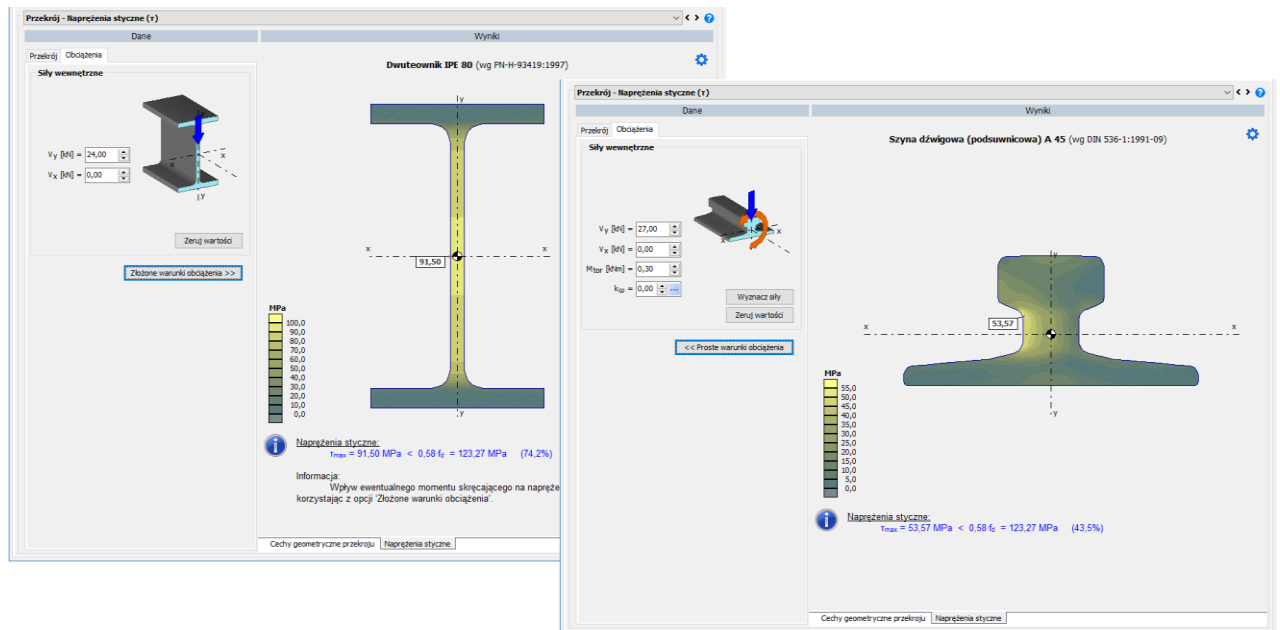 Przekrój - Naprężenia styczne (τ)
Dane
Wyniki
Przekrój Obciążenia
Siły wewnętrzne
Vy [kN] = 24,00
Vx [kN] = 0,00
x
x
y
Zeruj wartości
Złożone warunki obciążenia >>
Dwuteownik IPE 80 (wg PN-H-93419:1997)
y
x
x
91,50
y
MPa
100,0
90,0
80,0
70,0
60,0
50,0
40,0
30,0
20,0
10,0
0,0
Naprężenia styczne:
τmax = 91,50 MPa < 0,58 fd = 123,27 MPa (74,2%)
Informacja:
Wpływ ewentualnego momentu skręcającego na napręże
korzystając z opcji 'Złożone warunki obciążenia'.
Cechy geometryczne przekroju Naprężenia styczne
Przekrój - Naprężenia styczne (τ)
Dane
Wyniki
Przekrój Obciążenia
Siły wewnętrzne
Vy [kN] = 27,00
Vx [kN] = 0,00
Mtor [kNm] = 0,30
kω = 0,00 ...
x
x
y
Wyznacz siły
Zeruj wartości
<< Proste warunki obciążenia
Szyna dźwigowa (podsuwnicowa) A 45 (wg DIN 536-1:1991-09)
y
x
x
53,57
y
MPa
55,0
50,0
45,0
40,0
35,0
30,0
25,0
20,0
15,0
10,0
5,0
0,0
Naprężenia styczne:
τmax = 53,57 MPa < 0,58 fd = 123,27 MPa (43,5%)
Cechy geometryczne przekroju Naprężenia styczne